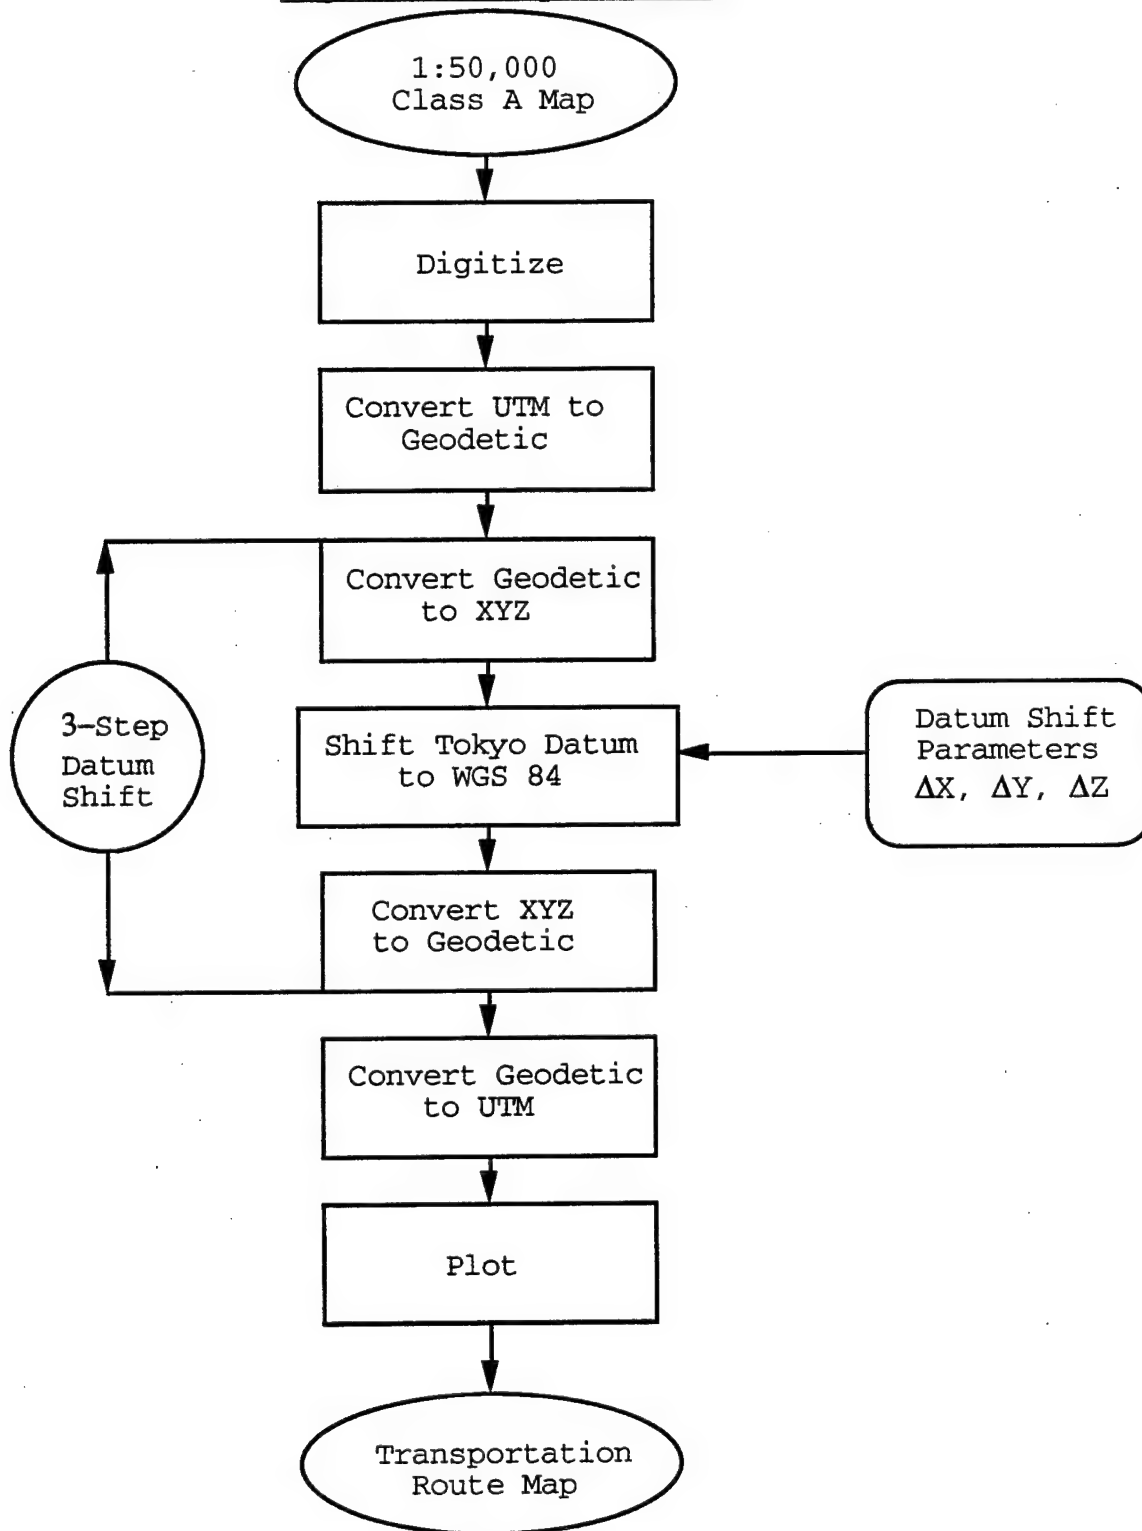 1:50,000
Class A Map
Digitize
Convert UTM to
Geodetic
Convert Geodetic
to XYZ
3-Step
Datum
Shift
Shift Tokyo Datum
to WGS 84
Datum Shift
Parameters
ΔX, ΔY, ΔZ
Convert XYZ
to Geodetic
Convert Geodetic
to UTM
Plot
Transportation
Route Map